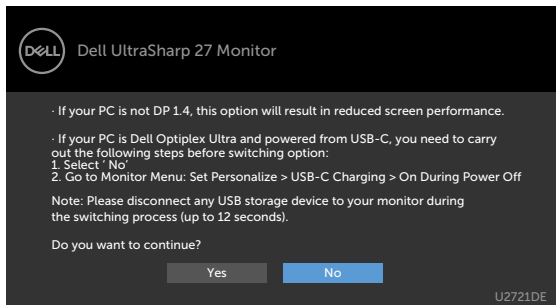 DELL
Dell UltraSharp 27 Monitor
· If your PC is not DP 1.4, this option will result in reduced screen performance.
· If your PC is Dell Optiplex Ultra and powered from USB-C, you need to carry
out the following steps before switching option:
1. Select ‘ No’
2. Go to Monitor Menu: Set Personalize > USB-C Charging > On During Power Off
Note: Please disconnect any USB storage device to your monitor during
the switching process (up to 12 seconds).
Do you want to continue?
Yes No
U2721DE